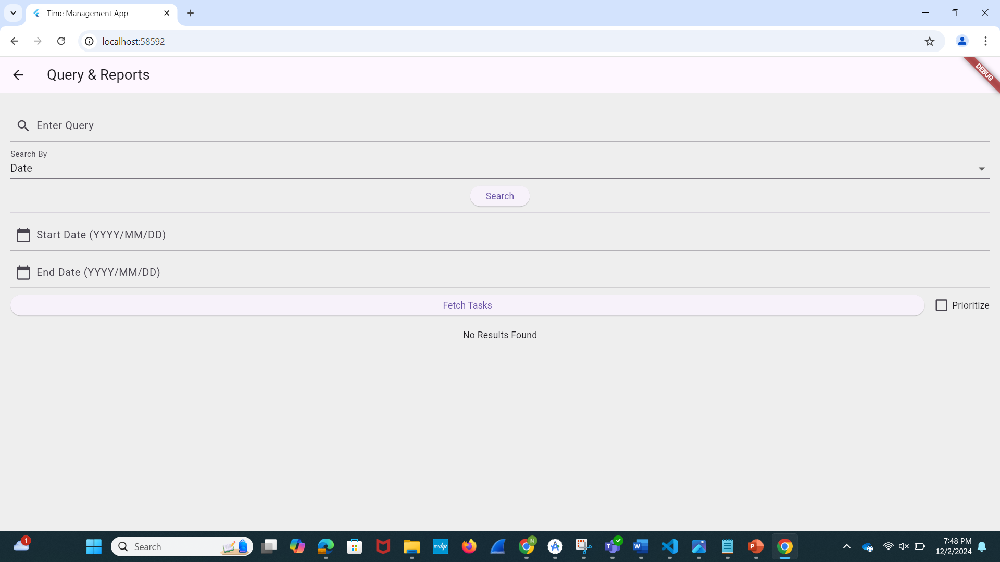 Time Management App
localhost:58592
DEBUG
Query & Reports
Enter Query
Search By
Date
Search
Start Date (YYYY/MM/DD)
End Date (YYYY/MM/DD)
Fetch Tasks
Prioritize
No Results Found
1
Search
myhp
N
T
W
P
7:48 PM
12/2/2024